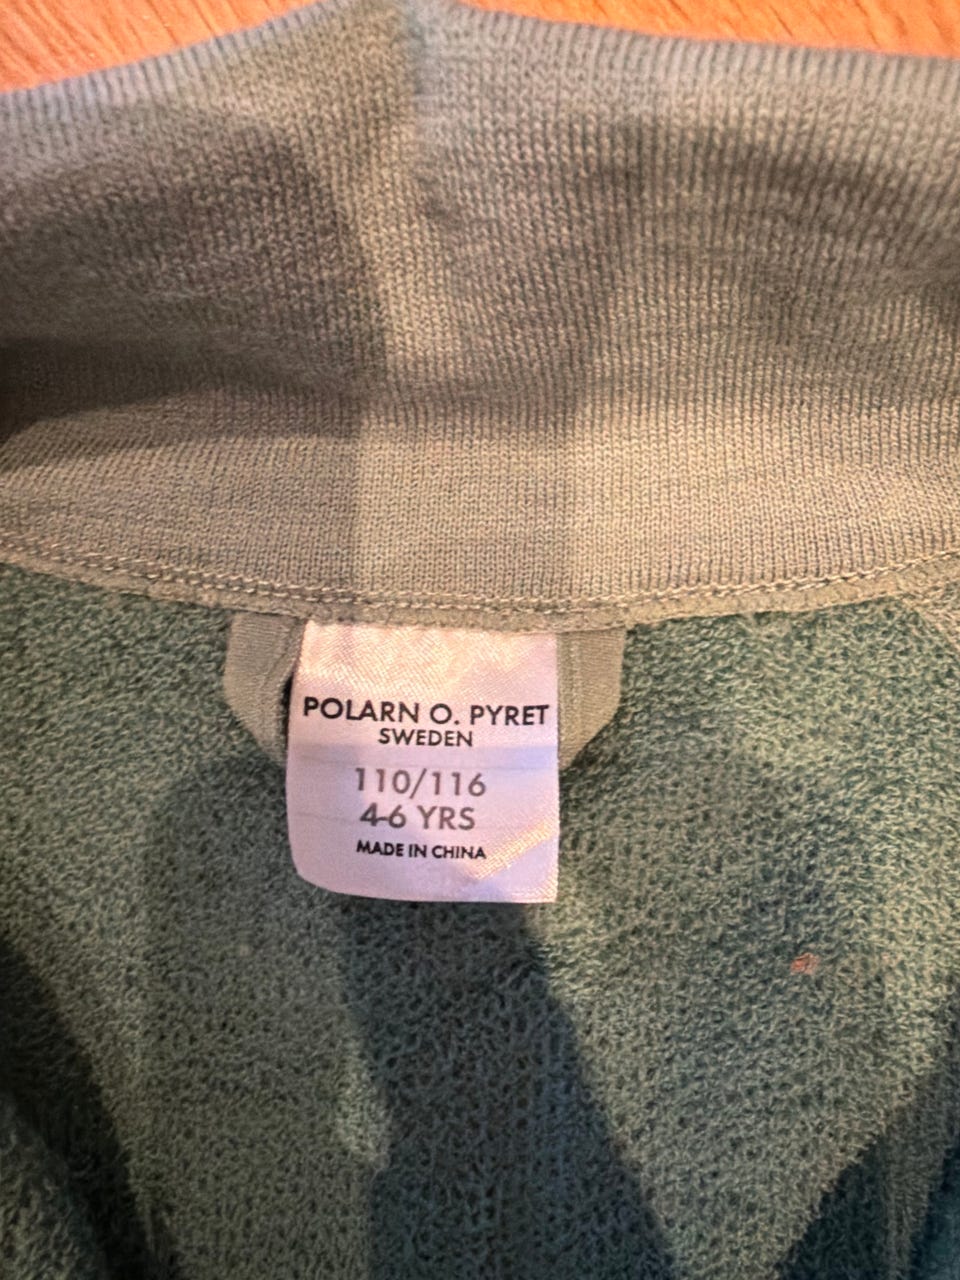 POLARN O. PYRET
SWEDEN
110/116
4-6 YRS
MADE IN CHINA